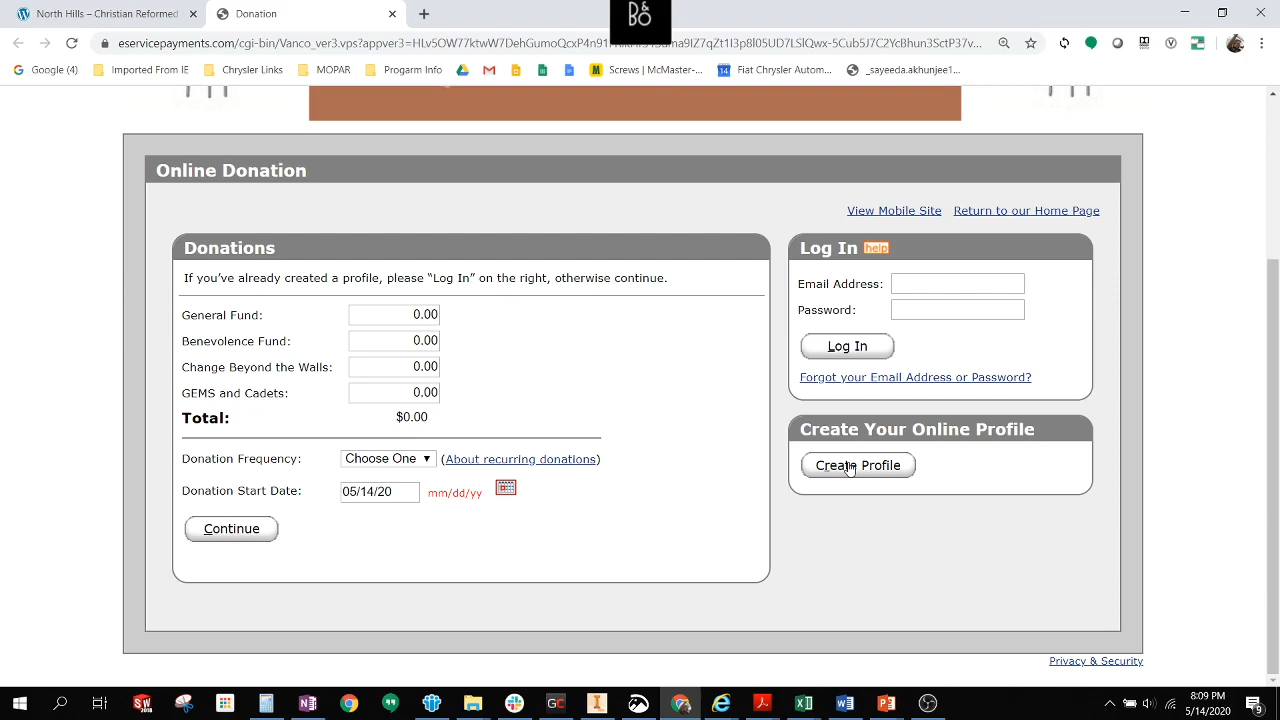 North Hills – Christian Reformed
Donation
B&O
eservicepayments.com/cgi-bin/Vanco_ver3.vps?appver3=
Google (4)
Imported From IE
Chrysler Links
MOPAR
Progarm Info
Screws | McMaster-...
Fiat Chrysler Autom...
_sayeeda.akhunjee1...
Online Donation
View Mobile Site Return to our Home Page
Donations
If you've already created a profile, please “Log In” on the right, otherwise continue.
General Fund: 0.00
Benevolence Fund: 0.00
Change Beyond the Walls: 0.00
GEMS and Cadets: 0.00
Total: $0.00
Donation Frequency: Choose One (About recurring donations)
Donation Start Date: 05/14/20 mm/dd/yy
Continue
Log In help
Email Address:
Password:
Log In
Forgot your Email Address or Password?
Create Your Online Profile
Create Profile
Privacy & Security
8:09 PM
5/14/2020